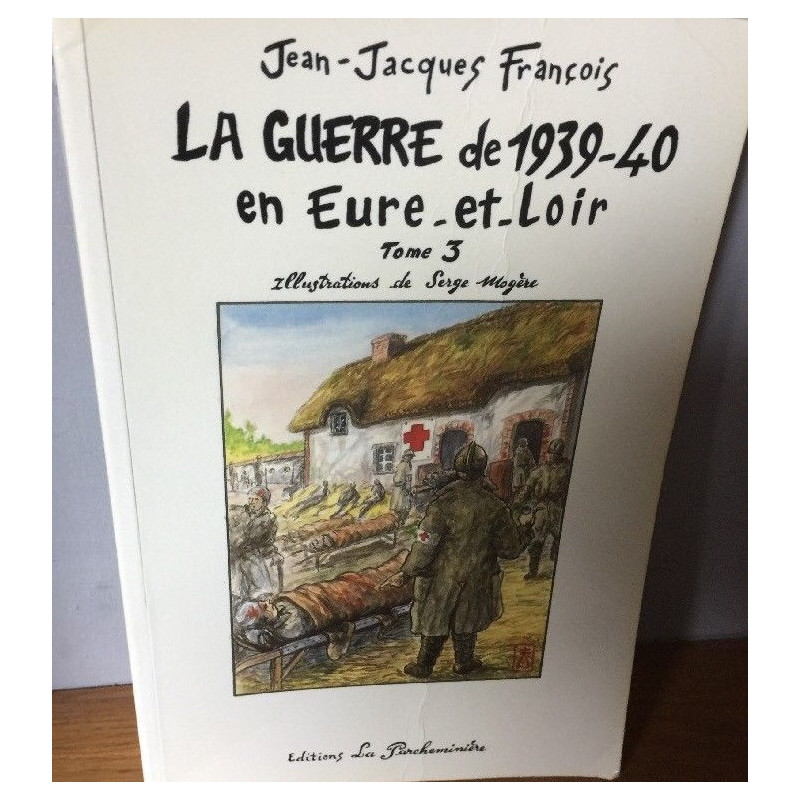 Jean-Jacques François
LA GUERRE de 1939-40
en Eure-et-Loir
Tome 3
Illustrations de Serge Mogère
Editions La Parcheminière